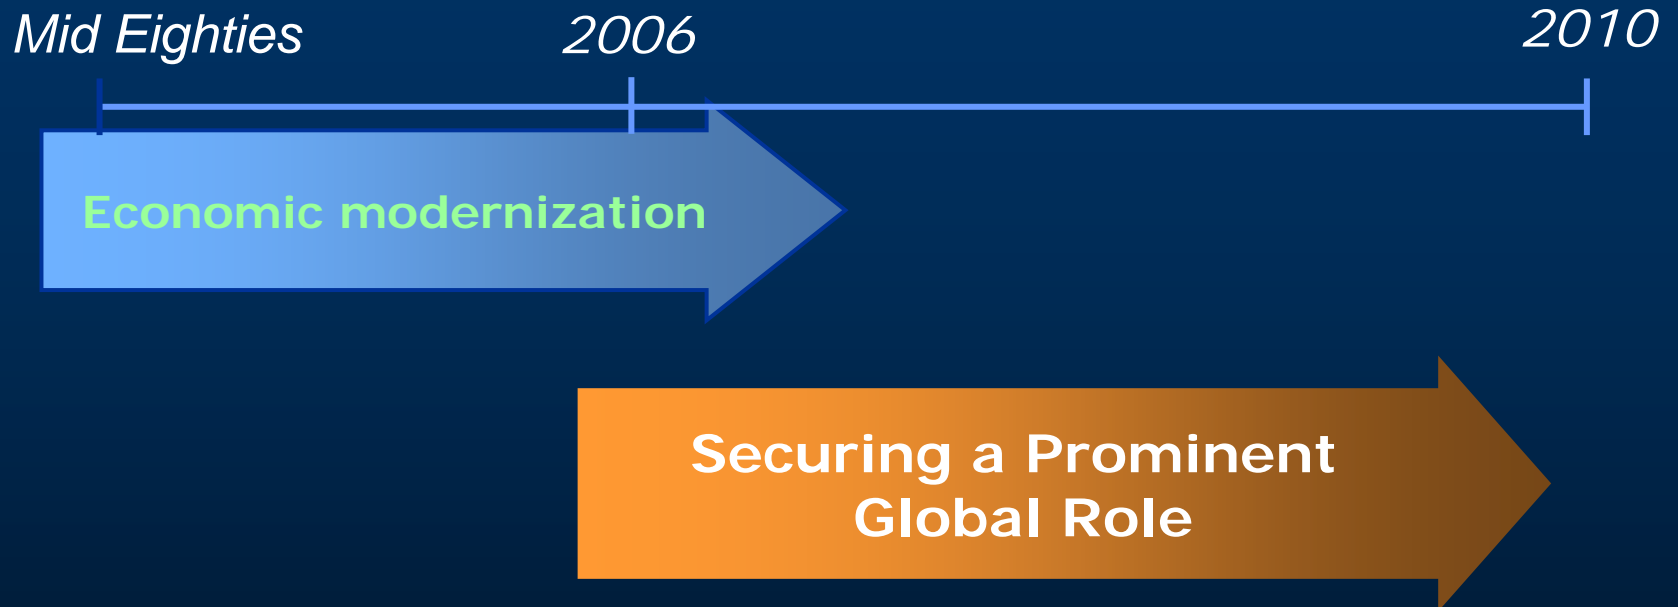 Mid Eighties
2006
2010
Economic modernization
Securing a Prominent
Global Role